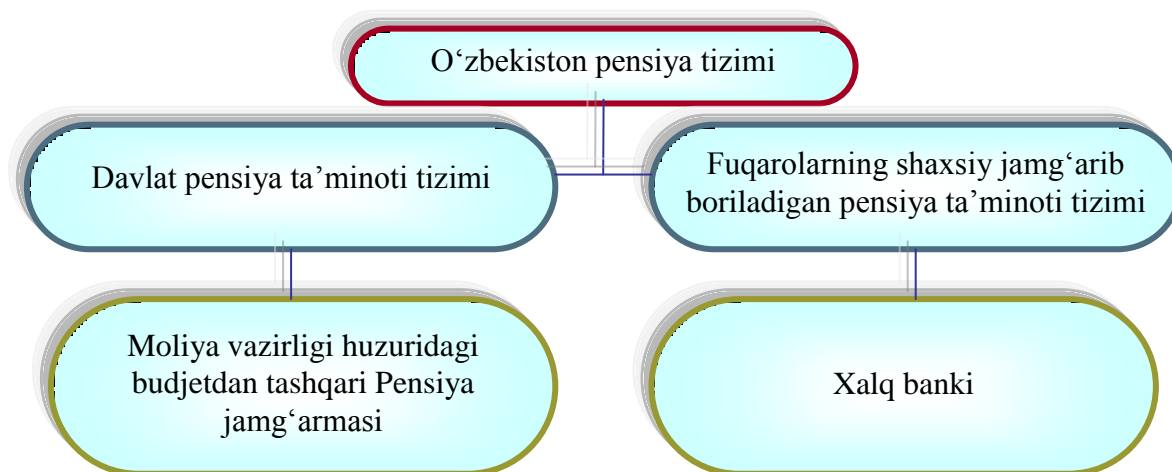 O‘zbekiston pensiya tizimi
Davlat pensiya ta’minoti tizimi
Fuqarolarning shaxsiy jamg‘arib
boriladigan pensiya ta’minoti tizimi
Moliya vazirligi huzuridagi
budjetdan tashqari Pensiya
jamg‘armasi
Xalq banki